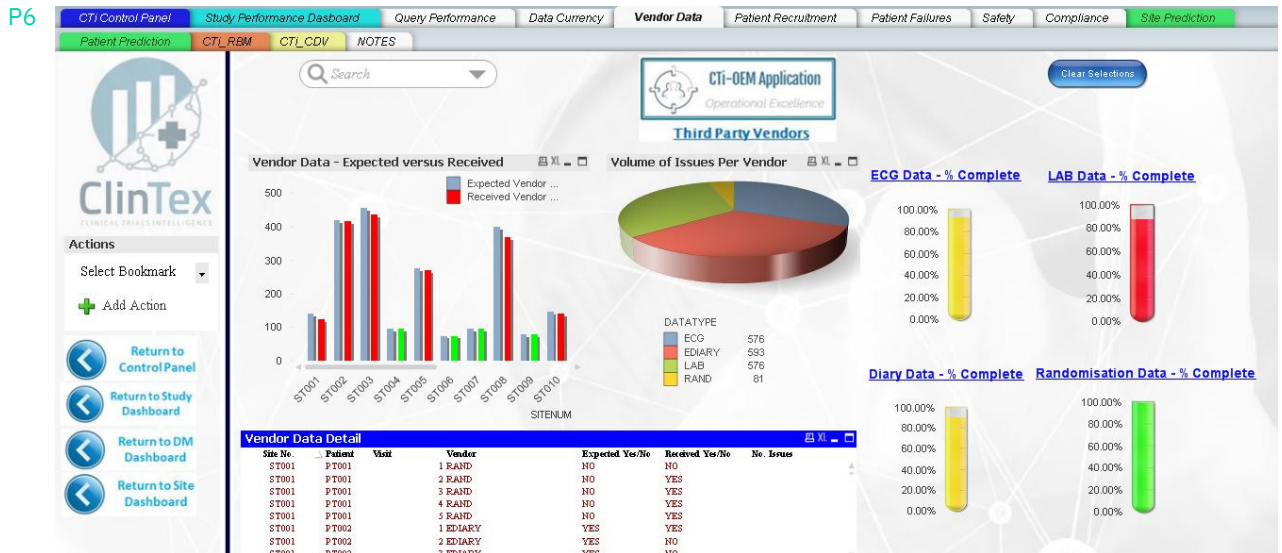 P6
CTi Control Panel Study Performance Dasboard Query Performance Data Currency Vendor Data Patient Recruitment Patient Failures Safety Compliance Site Prediction
Patient Prediction CTi_RBM CTi_CDV NOTES
Search
CTi-OEM Application
Operational Excellence
Clear Selections
Third Party Vendors
ClinTex
CLINICAL TRIALS INTELLIGENCE
Actions
Select Bookmark
Add Action
Return to
Control Panel
Return to Study
Dashboard
Return to DM
Dashboard
Return to Site
Dashboard
Vendor Data - Expected versus Received XL
Expected Vendor ...
Received Vendor ...
500
400
300
200
100
0
ST001 ST002 ST003 ST004 ST005 ST006 ST007 ST008 ST009 ST010
SITENUM
Volume of Issues Per Vendor XL
DATATYPE
ECG 576
EDIARY 593
LAB 576
RAND 81
ECG Data - % Complete
100.00%
80.00%
60.00%
40.00%
20.00%
0.00%
LAB Data - % Complete
100.00%
80.00%
60.00%
40.00%
20.00%
0.00%
Diary Data - % Complete
100.00%
80.00%
60.00%
40.00%
20.00%
0.00%
Randomisation Data - % Complete
100.00%
80.00%
60.00%
40.00%
20.00%
0.00%
Vendor Data Detail XL
Site No. Patient Visit Vendor Expected Yes/No Received Yes/No No. Issues
ST001 PT001 1 RAND NO NO
ST001 PT001 2 RAND NO YES
ST001 PT001 3 RAND NO YES
ST001 PT001 4 RAND NO YES
ST001 PT001 5 RAND NO YES
ST001 PT002 1 EDIARY YES YES
ST001 PT002 2 EDIARY YES NO